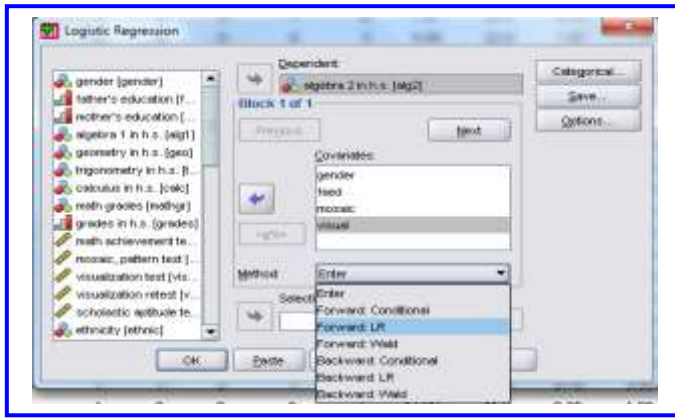 Logistic Regression
gender [gender]
father's education [f...
mother's education [...
algebra 1 in h.s. [alg1]
geometry in h.s. [geo]
trigonometry in h.s. [t...
calculus in h.s. [calc]
math grades [mathgr]
grades in h.s. [grades]
math achievement te...
mosaic, pattern test [...
visualization test [vis...
visualization retest [v...
scholastic aptitude te...
ethnicity [ethnic]
Dependent:
algebra 2 in h.s. [alg2]
Block 1 of 1
Previous
Next
Covariates:
gender
faed
mosaic
visual
>a*b>
Method:
Enter
Enter
Forward: Conditional
Forward: LR
Forward: Wald
Backward: Conditional
Backward: LR
Backward: Wald
Selecti
Categorical...
Save...
Options...
OK
Paste